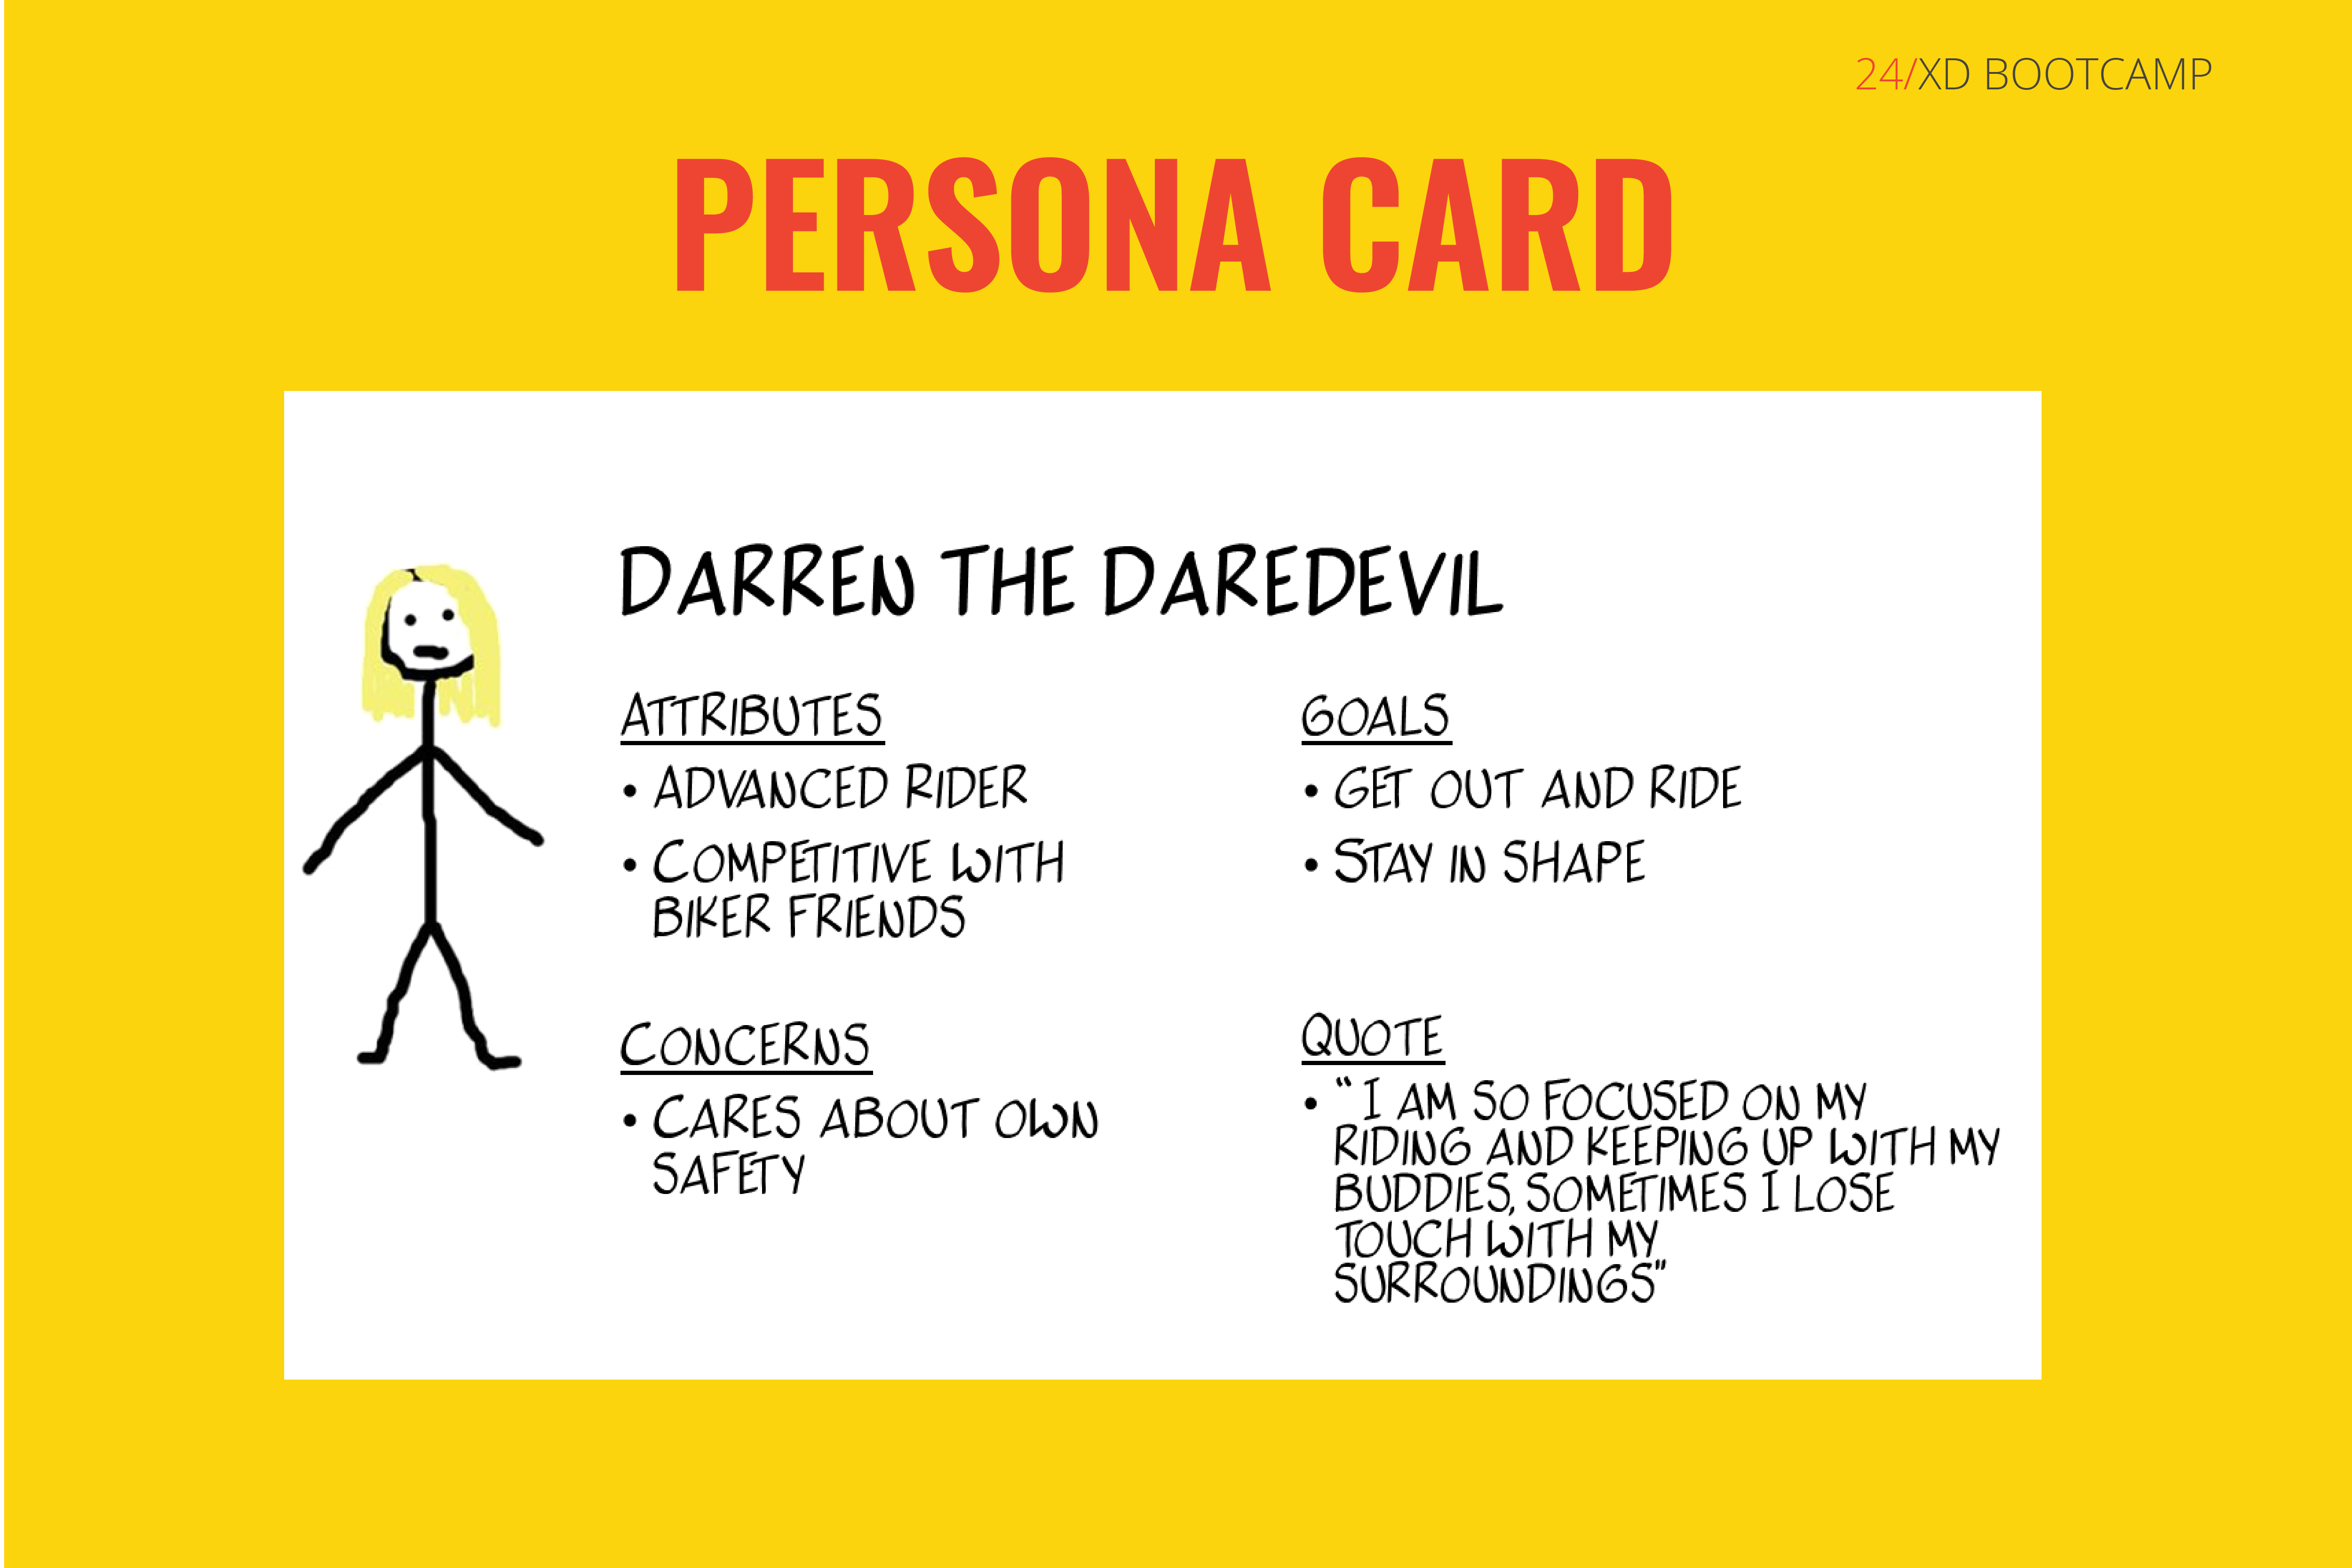 24/XD BOOTCAMP
PERSONA CARD
DARREN THE DAREDEVIL
ATTRIBUTES
• ADVANCED RIDER
• COMPETITIVE WITH
BIKER FRIENDS
GOALS
• GET OUT AND RIDE
• STAY IN SHAPE
CONCERNS
• CARES ABOUT OWN
SAFETY
QUOTE
• “ I AM SO FOCUSED ON MY
RIDING AND KEEPING UP WITH MY
BUDDIES, SOMETIMES I LOSE
TOUCH WITH MY
SURROUNDINGS”